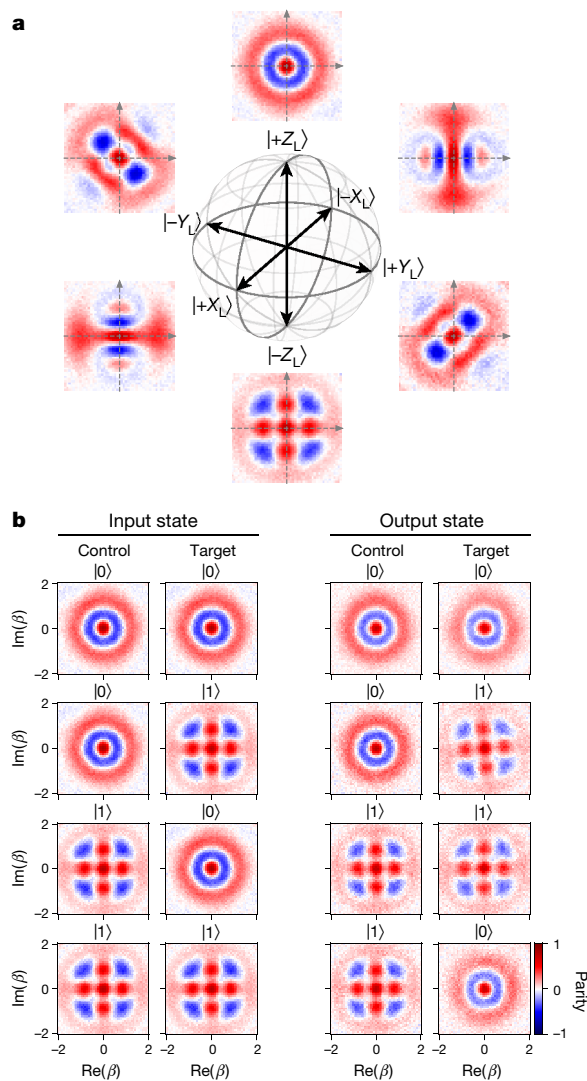 a
|+Z_L⟩
|−X_L⟩
|−Y_L⟩
|+Y_L⟩
|+X_L⟩
|−Z_L⟩
b
Input state Output state
Control Target Control Target
|0⟩ |0⟩ |0⟩ |0⟩
2
Im(β) 0
−2
|0⟩ |1⟩ |0⟩ |1⟩
2
Im(β) 0
−2
|1⟩ |0⟩ |1⟩ |1⟩
2
Im(β) 0
−2
|1⟩ |1⟩ |1⟩ |0⟩
2 1
Im(β) 0 0 Parity
−2 −1
−2 0 2 −2 0 2 −2 0 2 −2 0 2
Re(β) Re(β) Re(β) Re(β)